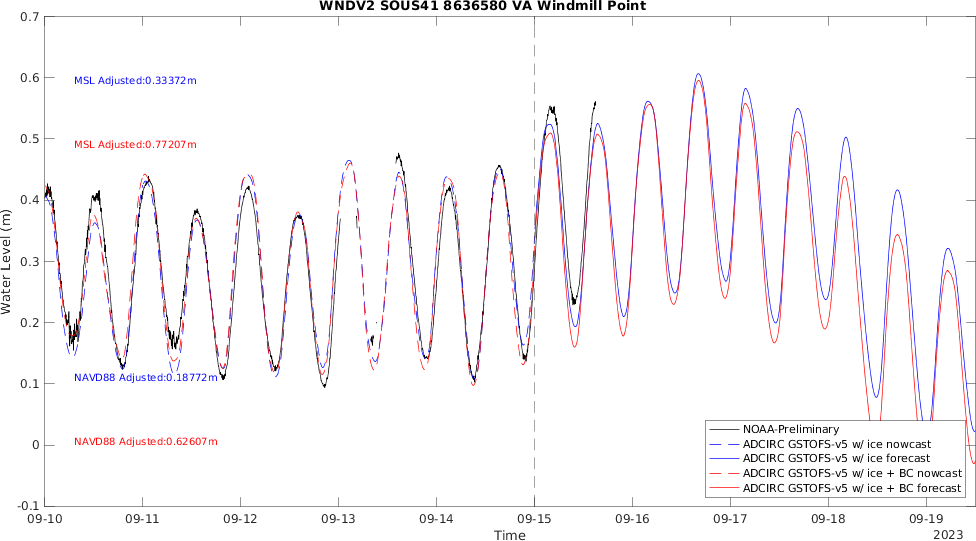 WNDV2 SOUS41 8636580 VA Windmill Point
0.7
0.6
0.5
0.4
0.3
0.2
0.1
0
-0.1
Water Level (m)
MSL Adjusted:0.33372m
MSL Adjusted:0.77207m
NAVD88 Adjusted:0.18772m
NAVD88 Adjusted:0.62607m
NOAA-Preliminary
ADCIRC GSTOFS-v5 w/ ice nowcast
ADCIRC GSTOFS-v5 w/ ice forecast
ADCIRC GSTOFS-v5 w/ ice + BC nowcast
ADCIRC GSTOFS-v5 w/ ice + BC forecast
09-10 09-11 09-12 09-13 09-14 09-15 09-16 09-17 09-18 09-19
Time
2023